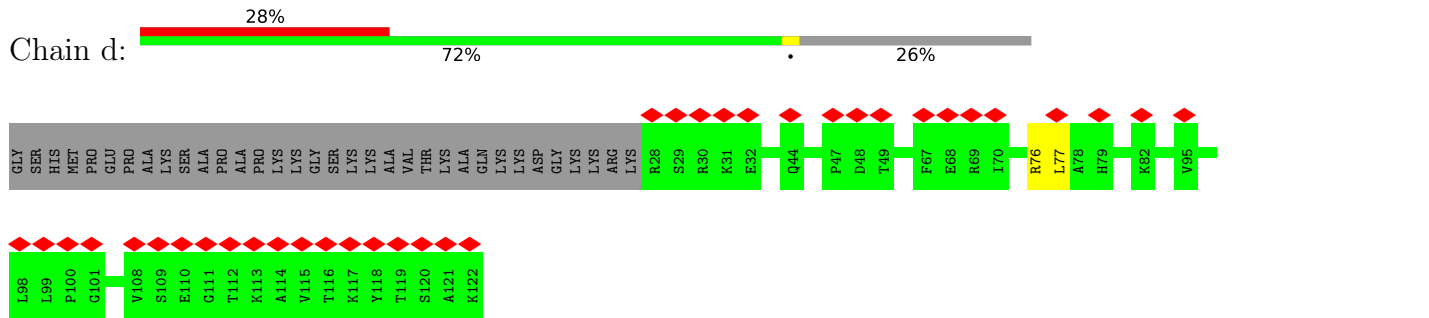 28%
Chain d:
72% • 26%
GLY SER HIS MET PRO GLU PRO ALA LYS SER ALA PRO ALA PRO LYS LYS GLY SER LYS LYS ALA VAL THR LYS ALA GLN LYS LYS ASP GLY LYS LYS ARG LYS R28 S29 R30 K31 E32 Q44 P47 D48 T49 F67 E68 R69 I70 R76 L77 A78 H79 K82 V95
L98 L99 P100 G101 V108 S109 E110 G111 T112 K113 A114 V115 T116 K117 Y118 T119 S120 A121 K122